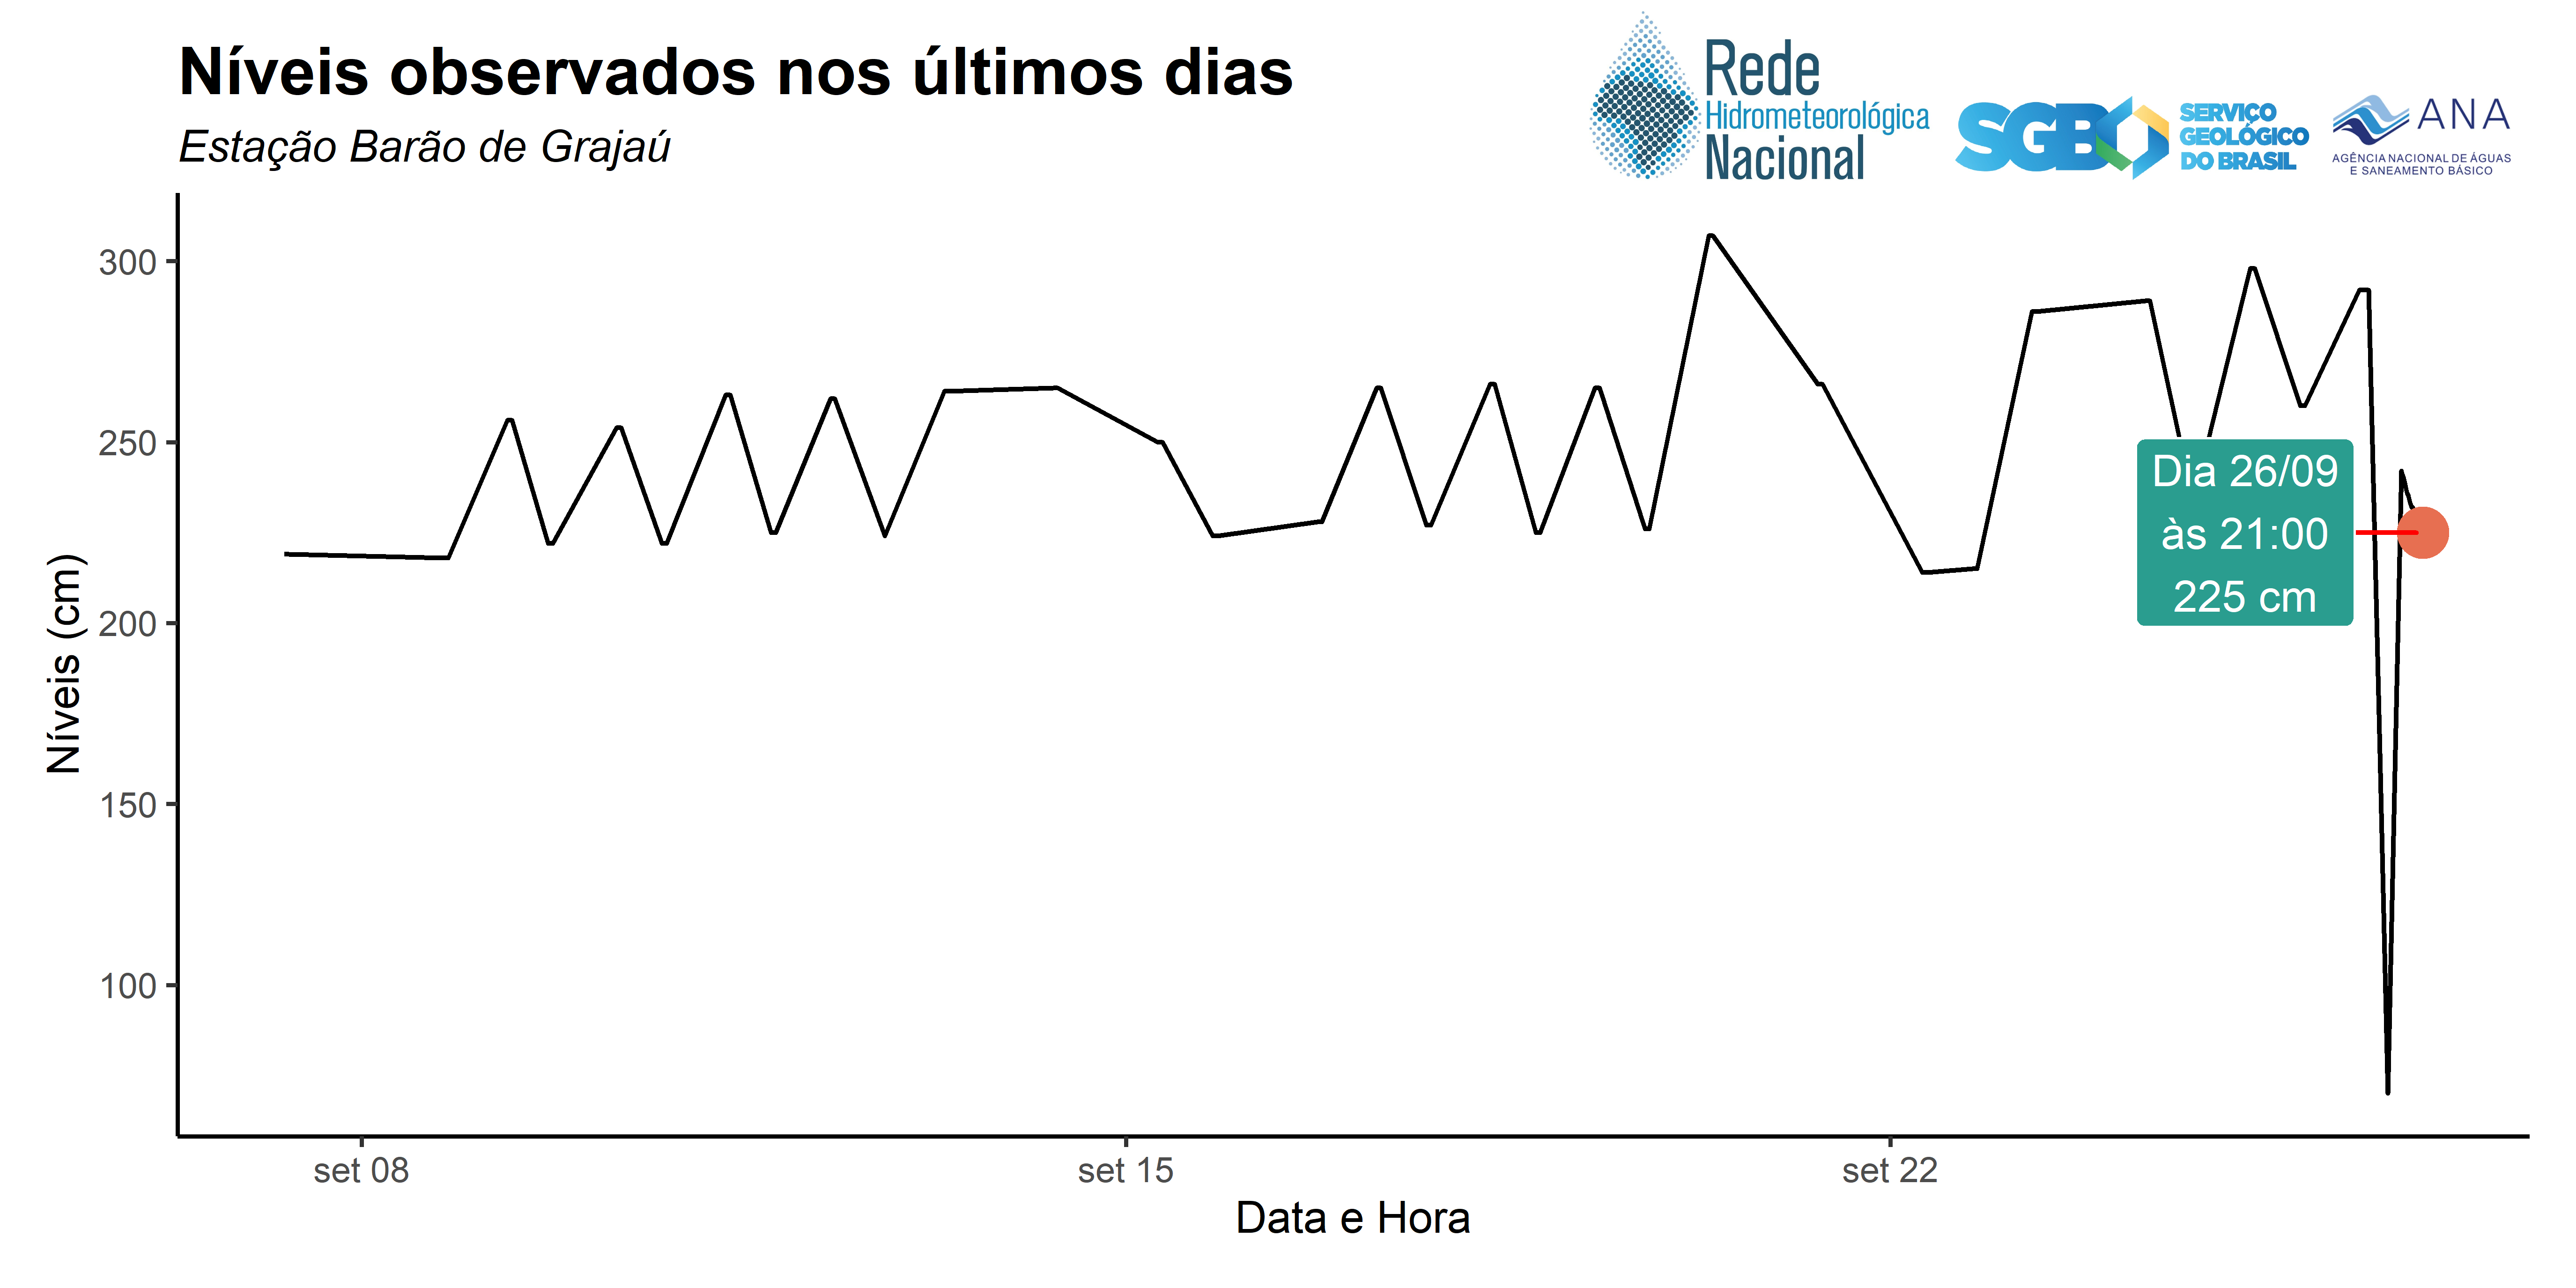 Níveis observados nos últimos dias
Estação Barão de Grajaú
Rede
Hidrometeorológica
Nacional
SGB
SERVIÇO
GEOLÓGICO
DO BRASIL
ANA
AGÊNCIA NACIONAL DE ÁGUAS
E SANEAMENTO BÁSICO
Níveis (cm)
300
250
200
150
100
Dia 26/09
às 21:00
225 cm
set 08
set 15
set 22
Data e Hora